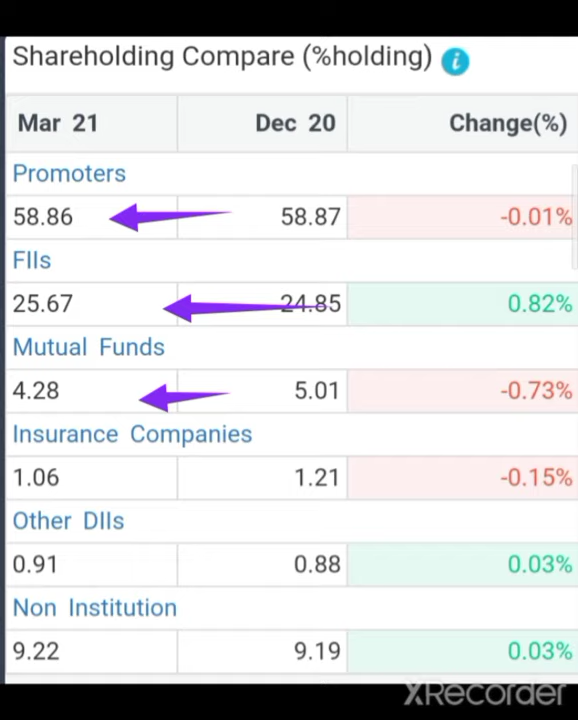 Shareholding Compare (%holding) i
Mar 21 Dec 20 Change(%)
Promoters
58.86 58.87 -0.01%
FIIs
25.67 24.85 0.82%
Mutual Funds
4.28 5.01 -0.73%
Insurance Companies
1.06 1.21 -0.15%
Other DIIs
0.91 0.88 0.03%
Non Institution
9.22 9.19 0.03%
XRecorder